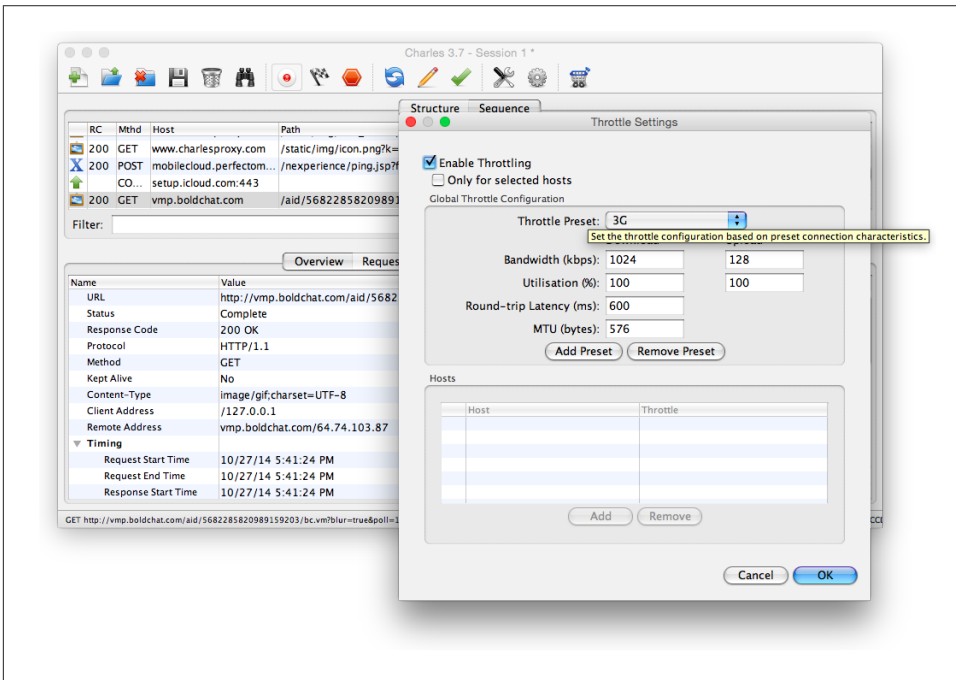 Charles 3.7 - Session 1 *
Structure Sequence
RC Mthd Host Path
200 GET www.charlesproxy.com /static/img/icon.png?k=
200 POST mobilecloud.perfectom... /nexperience/ping.jsp?f
CO... setup.icloud.com:443
200 GET vmp.boldchat.com /aid/56822858209891
Filter:
Overview Reques
Name Value
URL http://vmp.boldchat.com/aid/5682
Status Complete
Response Code 200 OK
Protocol HTTP/1.1
Method GET
Kept Alive No
Content-Type image/gif;charset=UTF-8
Client Address /127.0.0.1
Remote Address vmp.boldchat.com/64.74.103.87
Timing
Request Start Time 10/27/14 5:41:24 PM
Request End Time 10/27/14 5:41:24 PM
Response Start Time 10/27/14 5:41:24 PM
GET http://vmp.boldchat.com/aid/5682285820989159203/bc.vm?blur=true&poll=1
Throttle Settings
Enable Throttling
Only for selected hosts
Global Throttle Configuration
Throttle Preset: 3G
Set the throttle configuration based on preset connection characteristics.
Bandwidth (kbps): 1024 128
Utilisation (%): 100 100
Round-trip Latency (ms): 600
MTU (bytes): 576
Add Preset Remove Preset
Hosts
Host Throttle
Add Remove
Cancel OK